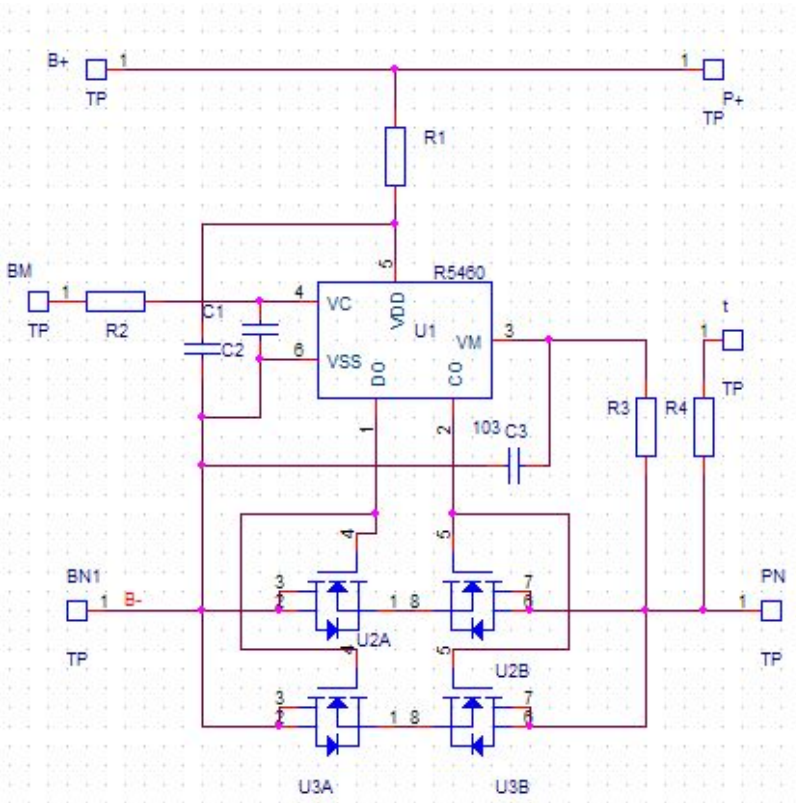 B+ 1 1
TP P+
TP
R1
5 R5460
BM
1 R2 4 VC VDD U1 VM 3 t
TP C1 1
C2 6 VSS DO CO TP
1 2 103 C3 R3 R4
4 5
BN1 3 7 PN
1 B- 2 1 8 6 1
TP U2A TP
4 5 U2B
3 7
2 1 8 6
U3A U3B